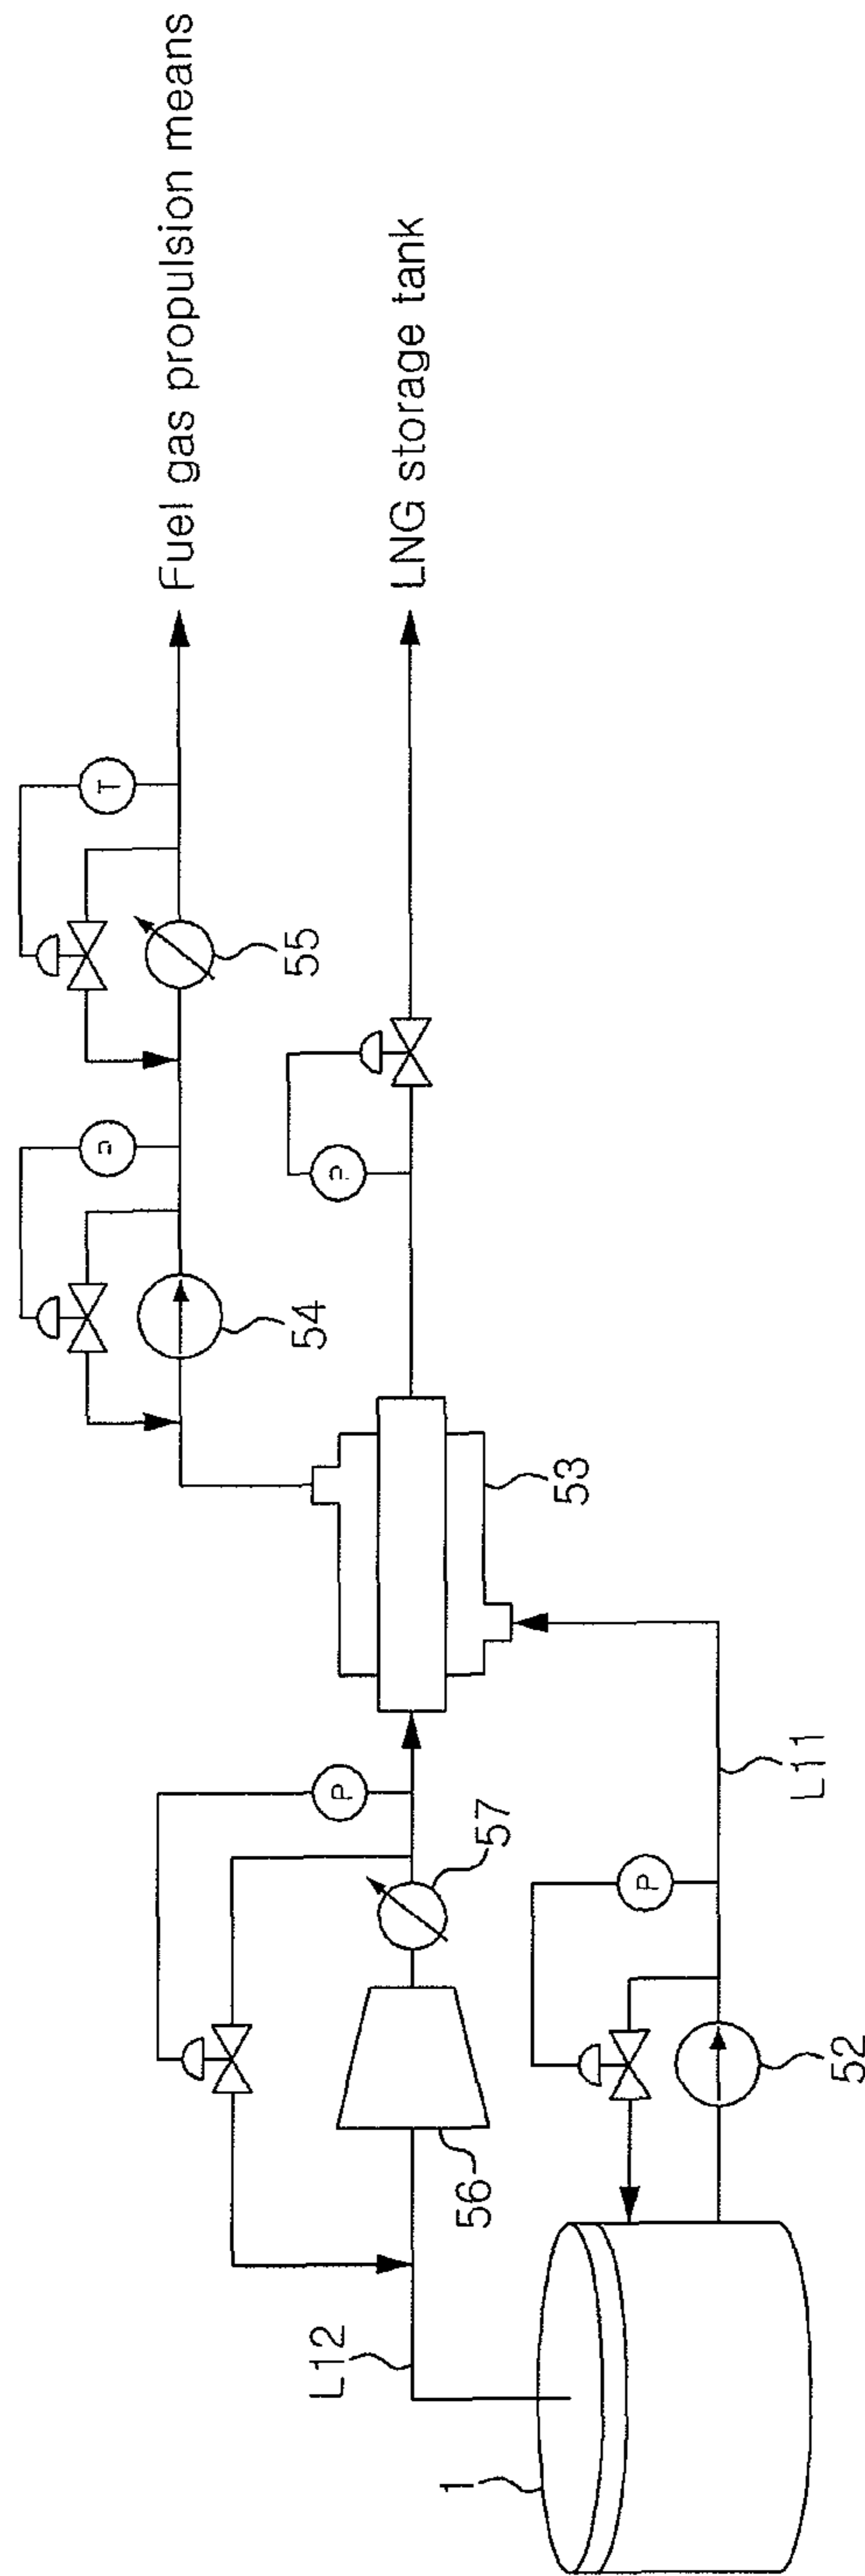 Fuel gas propulsion means
LNG storage tank
T
P
P
55
54
53
P
57
L12
56
P
L11
52
1